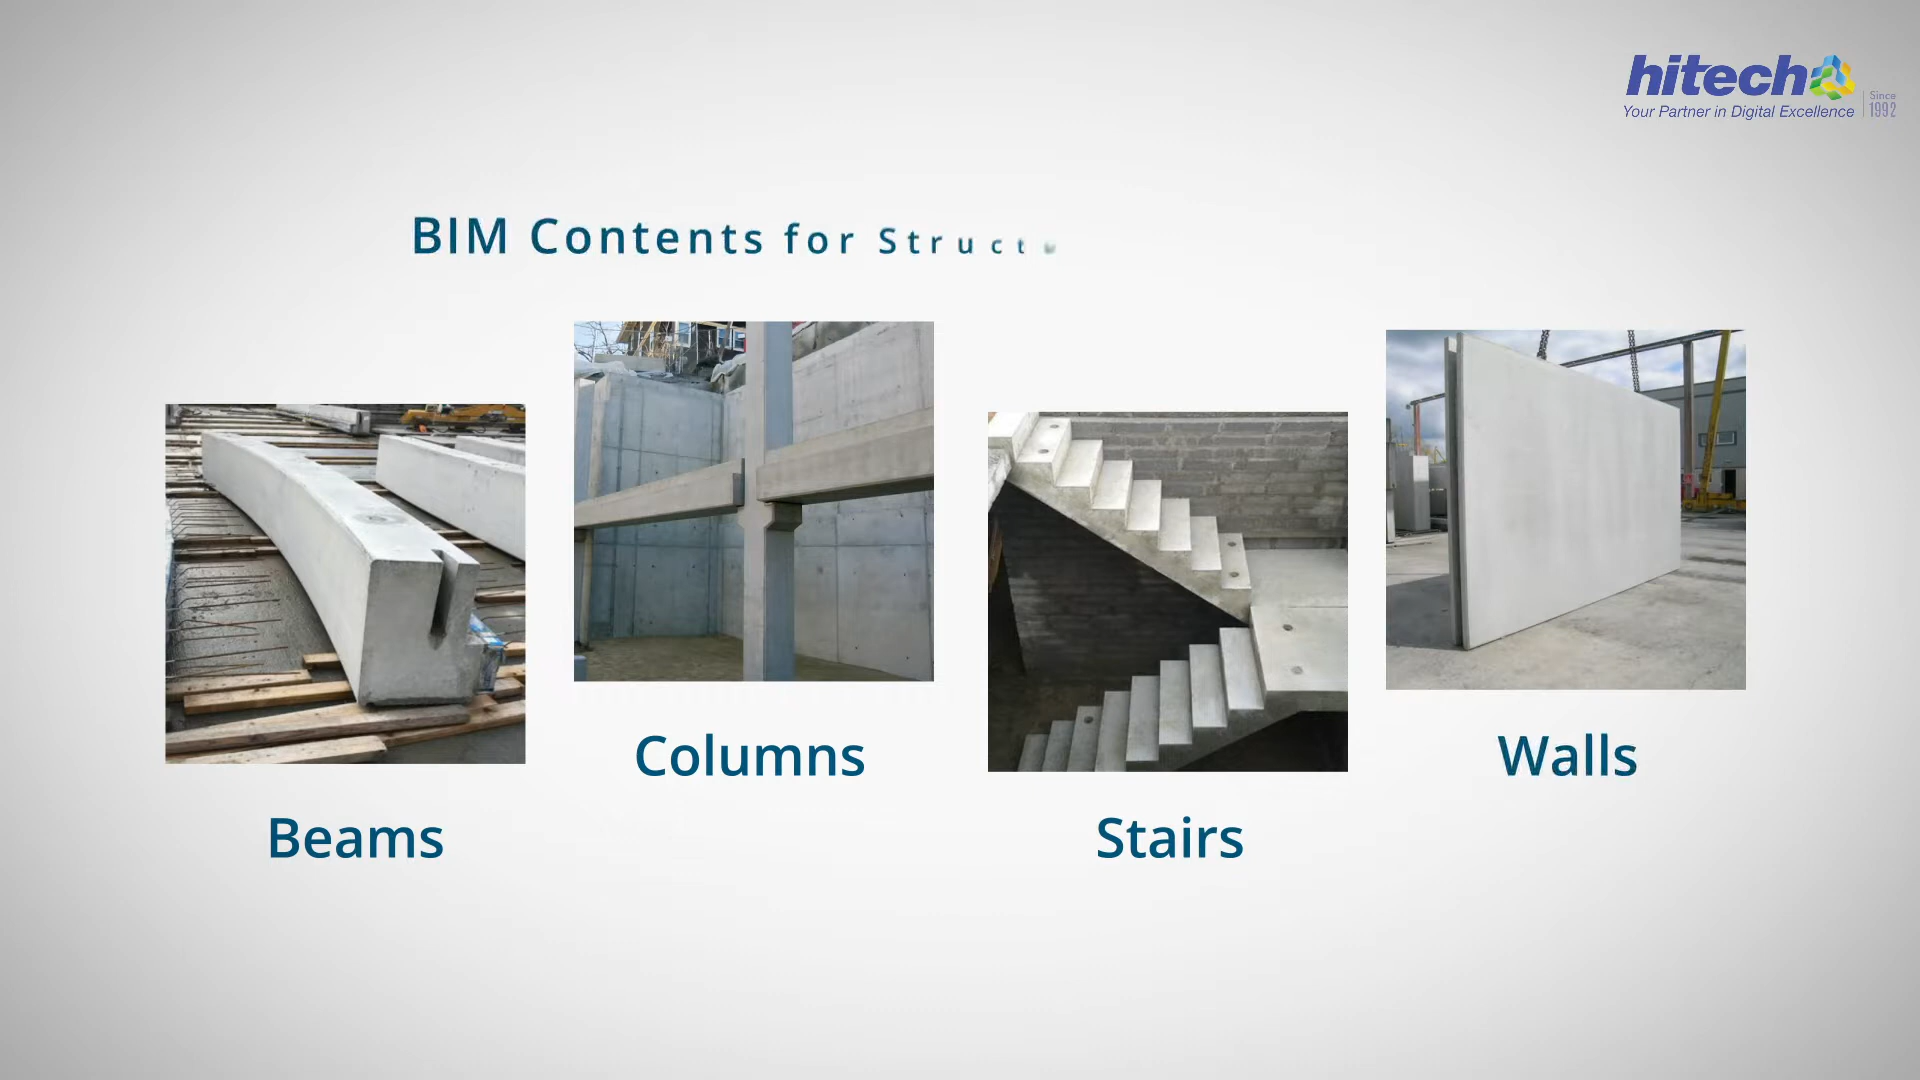 hitech
Your Partner in Digital Excellence
Since
1992
BIM Contents for Struct
Columns
Walls
Beams
Stairs